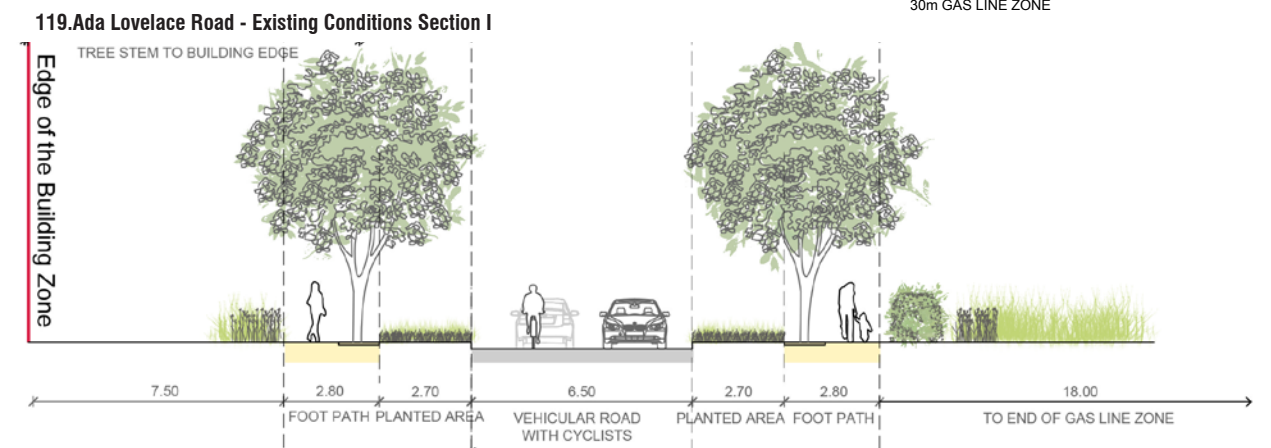 30m GAS LINE ZONE
119.Ada Lovelace Road - Existing Conditions Section I
TREE STEM TO BUILDING EDGE
Edge of the Building Zone
7.50 2.80 2.70 6.50 2.70 2.80 18.00
FOOT PATH PLANTED AREA VEHICULAR ROAD PLANTED AREA FOOT PATH TO END OF GAS LINE ZONE
WITH CYCLISTS